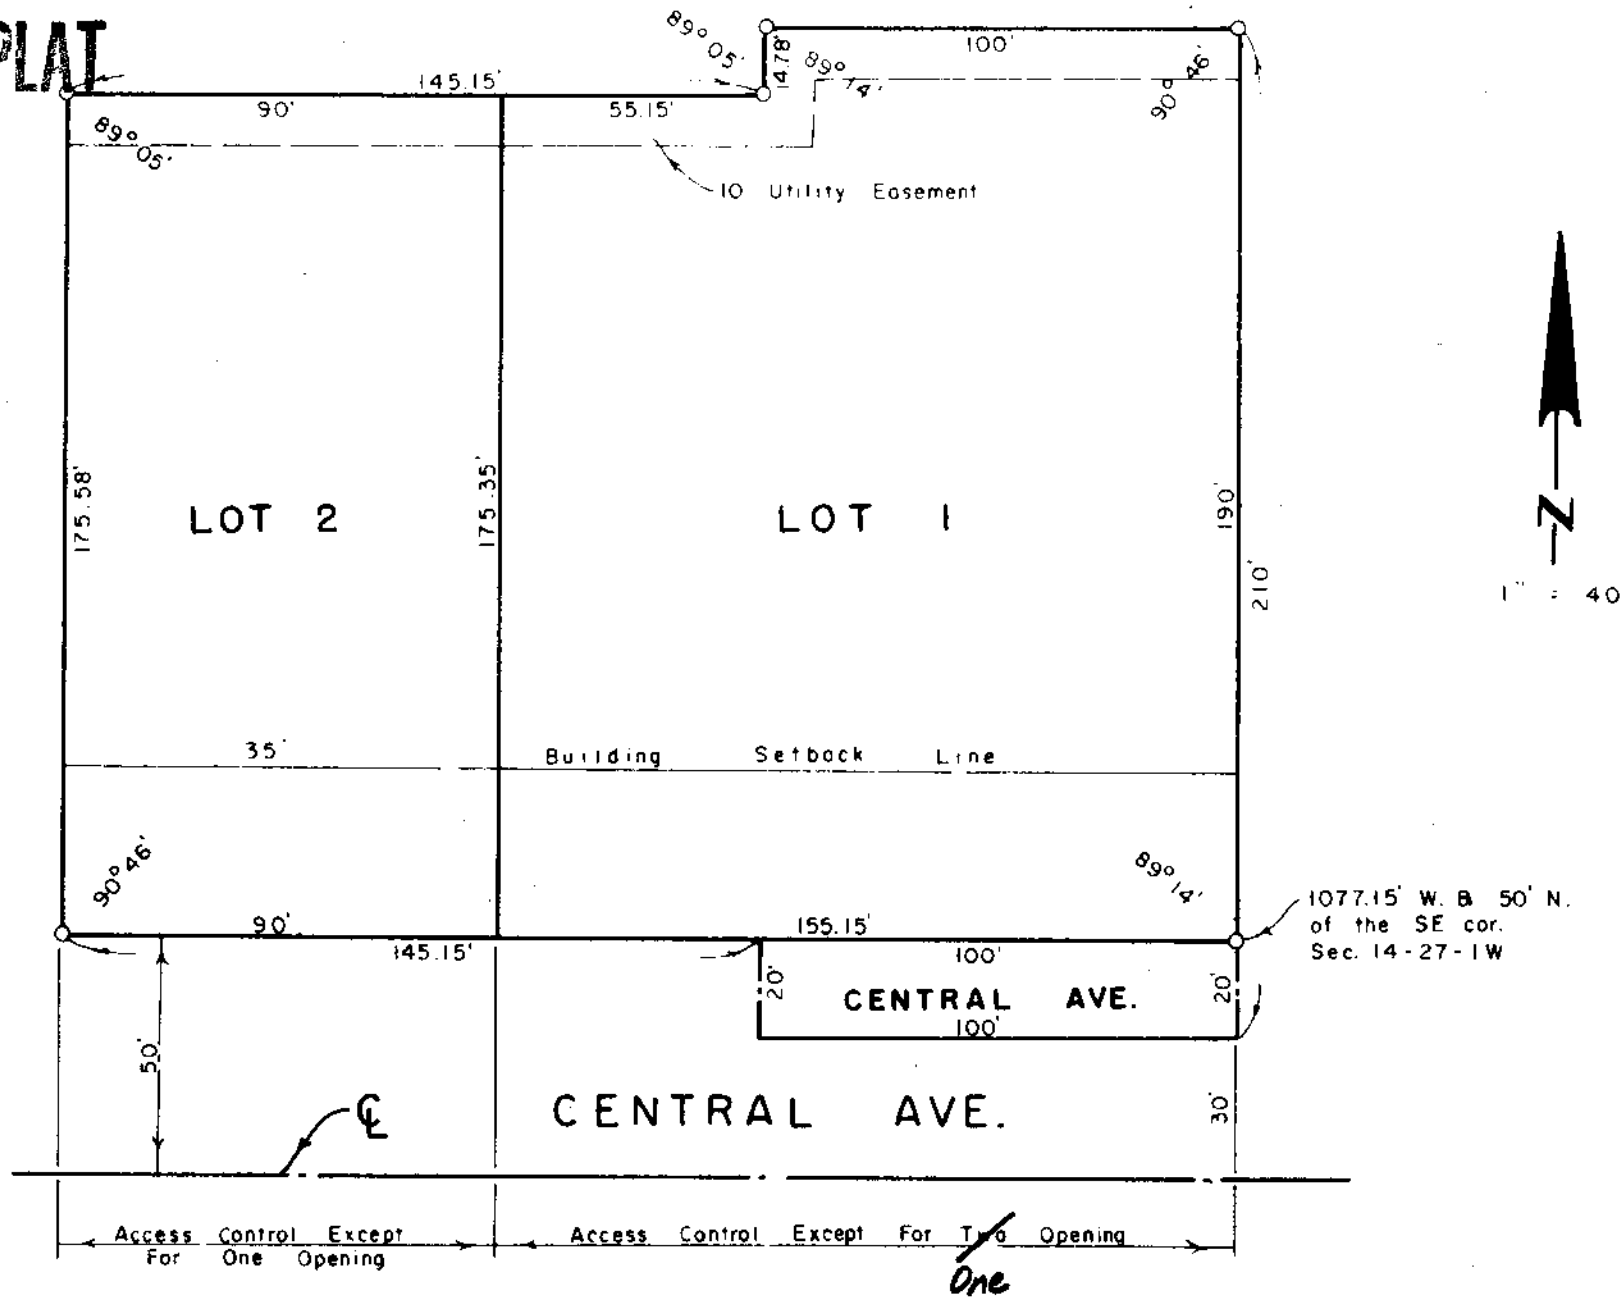 PLAT
89° 05'
14.78'
89° 14'
100'
90° 46'
145.15'
90'
55.15'
89° 05'
10 Utility Easement
175.58'
LOT 2
175.35'
LOT 1
190'
210'
N
1" = 40
35'
Building Setback Line
90° 46'
89° 14'
1077.15' W. & 50' N.
of the SE cor.
Sec. 14-27-1W
90'
155.15'
145.15'
100'
20'
CENTRAL AVE.
20'
100'
50'
CL
CENTRAL AVE.
30'
Access Control Except
For One Opening
Access Control Except For Two Opening
One